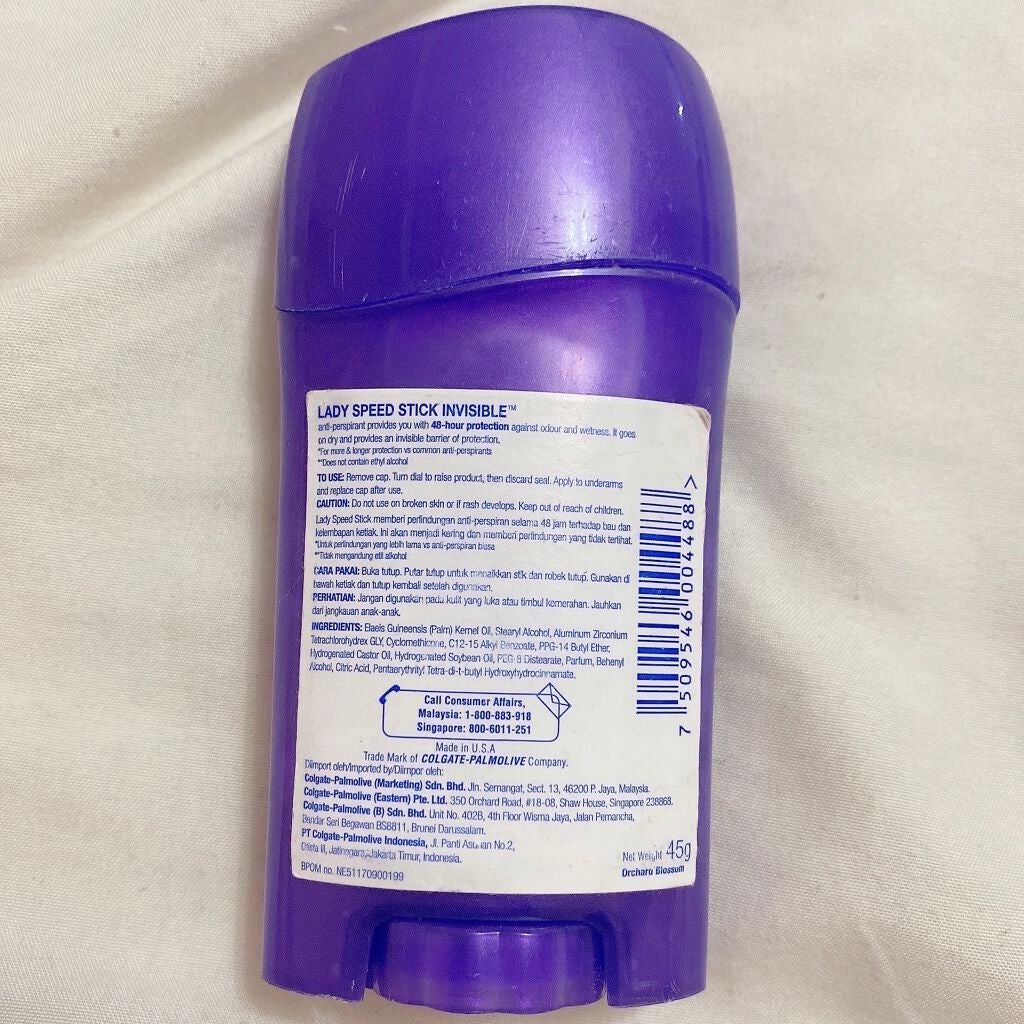 LADY SPEED STICK INVISIBLE™
anti-perspirant provides you with 48-hour protection against odour and wetness. It goes
on dry and provides an invisible barrier of protection.
*For more & longer protection vs common anti-perspirants
**Does not contain ethyl alcohol
TO USE: Remove cap. Turn dial to raise product, then discard seal. Apply to underarms
and replace cap after use.
CAUTION: Do not use on broken skin or if rash develops. Keep out of reach of children.
Lady Speed Stick memberi perlindungan anti-perspiran selama 48 jam terhadap bau dan
kelembapan ketiak. Ini akan menjadi kering dan memberi perlindungan yang tidak terlihat.
*Untuk perlindungan yang lebih lama vs anti-perspiran biasa
**Tidak mengandung etil alkohol
CARA PAKAI: Buka tutup. Putar tutup untuk menaikkan stik dan robek tutup. Gunakan di
bawah ketiak dan tutup kembali setelah digunakan.
PERHATIAN: Jangan digunakan pada kulit yang luka atau timbul kemerahan. Jauhkan
dari jangkauan anak-anak.
INGREDIENTS: Elaeis Guineensis (Palm) Kernel Oil, Stearyl Alcohol, Aluminum Zirconium
Tetrachlorohydrex GLY, Cyclomethicone, C12-15 Alkyl Benzoate, PPG-14 Butyl Ether,
Hydrogenated Castor Oil, Hydrogenated Soybean Oil, PEG-8 Distearate, Parfum, Behenyl
Alcohol, Citric Acid, Pentaerythrityl Tetra-di-t-butyl Hydroxyhydrocinnamate.
Call Consumer Affairs,
Malaysia: 1-800-883-918
Singapore: 800-6011-251
Made in U.S.A
Trade Mark of COLGATE-PALMOLIVE Company.
Diimport oleh/Imported by/Diimpor oleh:
Colgate-Palmolive (Marketing) Sdn. Bhd. Jln. Semangat, Sect. 13, 46200 P. Jaya, Malaysia.
Colgate-Palmolive (Eastern) Pte. Ltd. 350 Orchard Road, #18-08, Shaw House, Singapore 238868.
Colgate-Palmolive (B) Sdn. Bhd. Unit No. 402B, 4th Floor Wisma Jaya, Jalan Pemancha,
Bandar Seri Begawan BS8811, Brunei Darussalam.
PT Colgate-Palmolive Indonesia, Jl. Panti Asuhan No.2,
Otista III, Jatinegara, Jakarta Timur, Indonesia.
BPOM no. NE51170900199
Net Weight 45g
Orchard Blossom
7 509546 004488 >